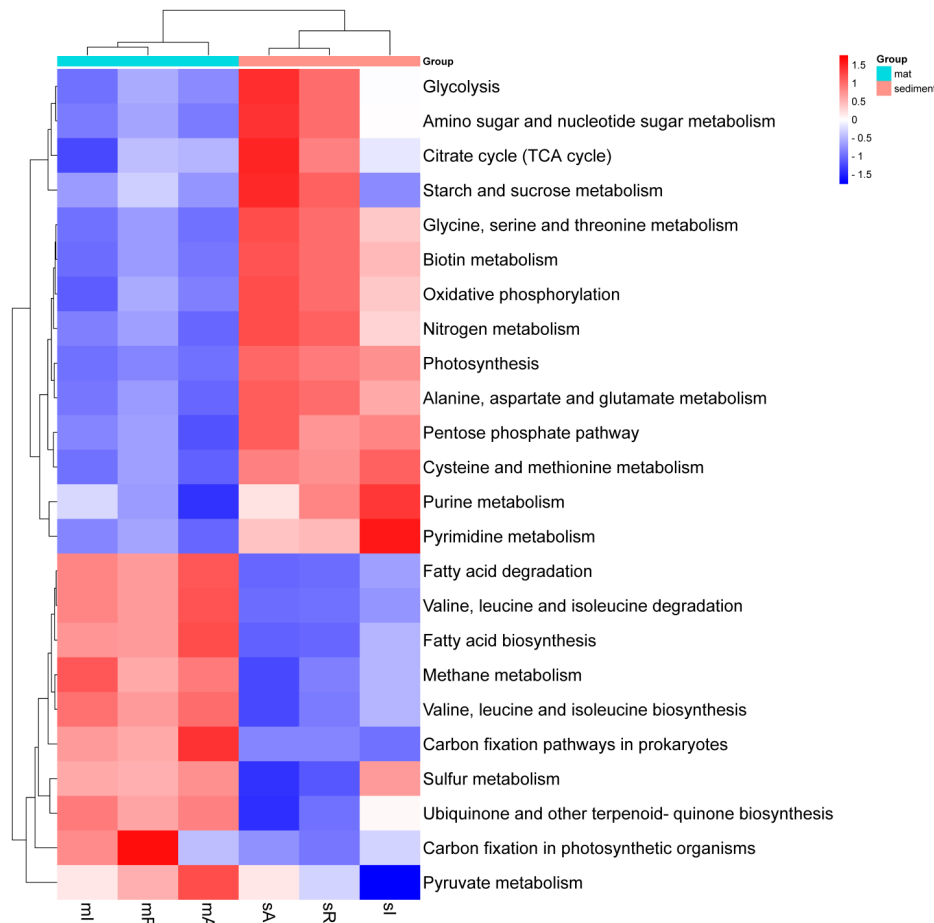 Group
Glycolysis
Amino sugar and nucleotide sugar metabolism
Citrate cycle (TCA cycle)
Starch and sucrose metabolism
Glycine, serine and threonine metabolism
Biotin metabolism
Oxidative phosphorylation
Nitrogen metabolism
Photosynthesis
Alanine, aspartate and glutamate metabolism
Pentose phosphate pathway
Cysteine and methionine metabolism
Purine metabolism
Pyrimidine metabolism
Fatty acid degradation
Valine, leucine and isoleucine degradation
Fatty acid biosynthesis
Methane metabolism
Valine, leucine and isoleucine biosynthesis
Carbon fixation pathways in prokaryotes
Sulfur metabolism
Ubiquinone and other terpenoid- quinone biosynthesis
Carbon fixation in photosynthetic organisms
Pyruvate metabolism
sA
sR
sI
1.5
1
0.5
0
- 0.5
- 1
- 1.5
Group
mat